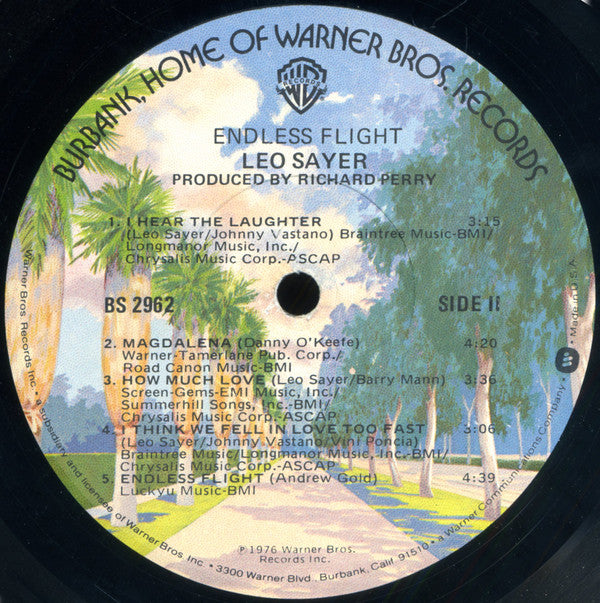 BURBANK, HOME OF WARNER BROS. RECORDS
WB
RECORDS
ENDLESS FLIGHT
LEO SAYER
PRODUCED BY RICHARD PERRY
1. I HEAR THE LAUGHTER 3:15
(Leo Sayer/Johnny Vastano) Braintree Music-BMI/
Longmanor Music, Inc./
Chrysalis Music Corp.-ASCAP
BS 2962 SIDE II
2. MAGDALENA (Danny O'Keefe) 4:20
Warner-Tamerlane Pub. Corp./
Road Canon Music-BMI
3. HOW MUCH LOVE (Leo Sayer/Barry Mann) 3:36
Screen-Gems-EMI Music, Inc./
Summerhill Songs, Inc.-BMI/
Chrysalis Music Corp.-ASCAP
4. I THINK WE FELL IN LOVE TOO FAST 3:06
(Leo Sayer/Johnny Vastano/Vini Poncia)
Braintree Music/Longmanor Music, Inc.-BMI/
Chrysalis Music Corp.-ASCAP
5. ENDLESS FLIGHT (Andrew Gold) 4:39
Luckyu Music-BMI
℗ 1976 Warner Bros.
Records Inc.
Warner Bros. Records Inc. • a subsidiary and licensee of Warner Bros. Inc. • 3300 Warner Blvd., Burbank, Calif. 91510 • a Warner Communications Company • Made in U.S.A.